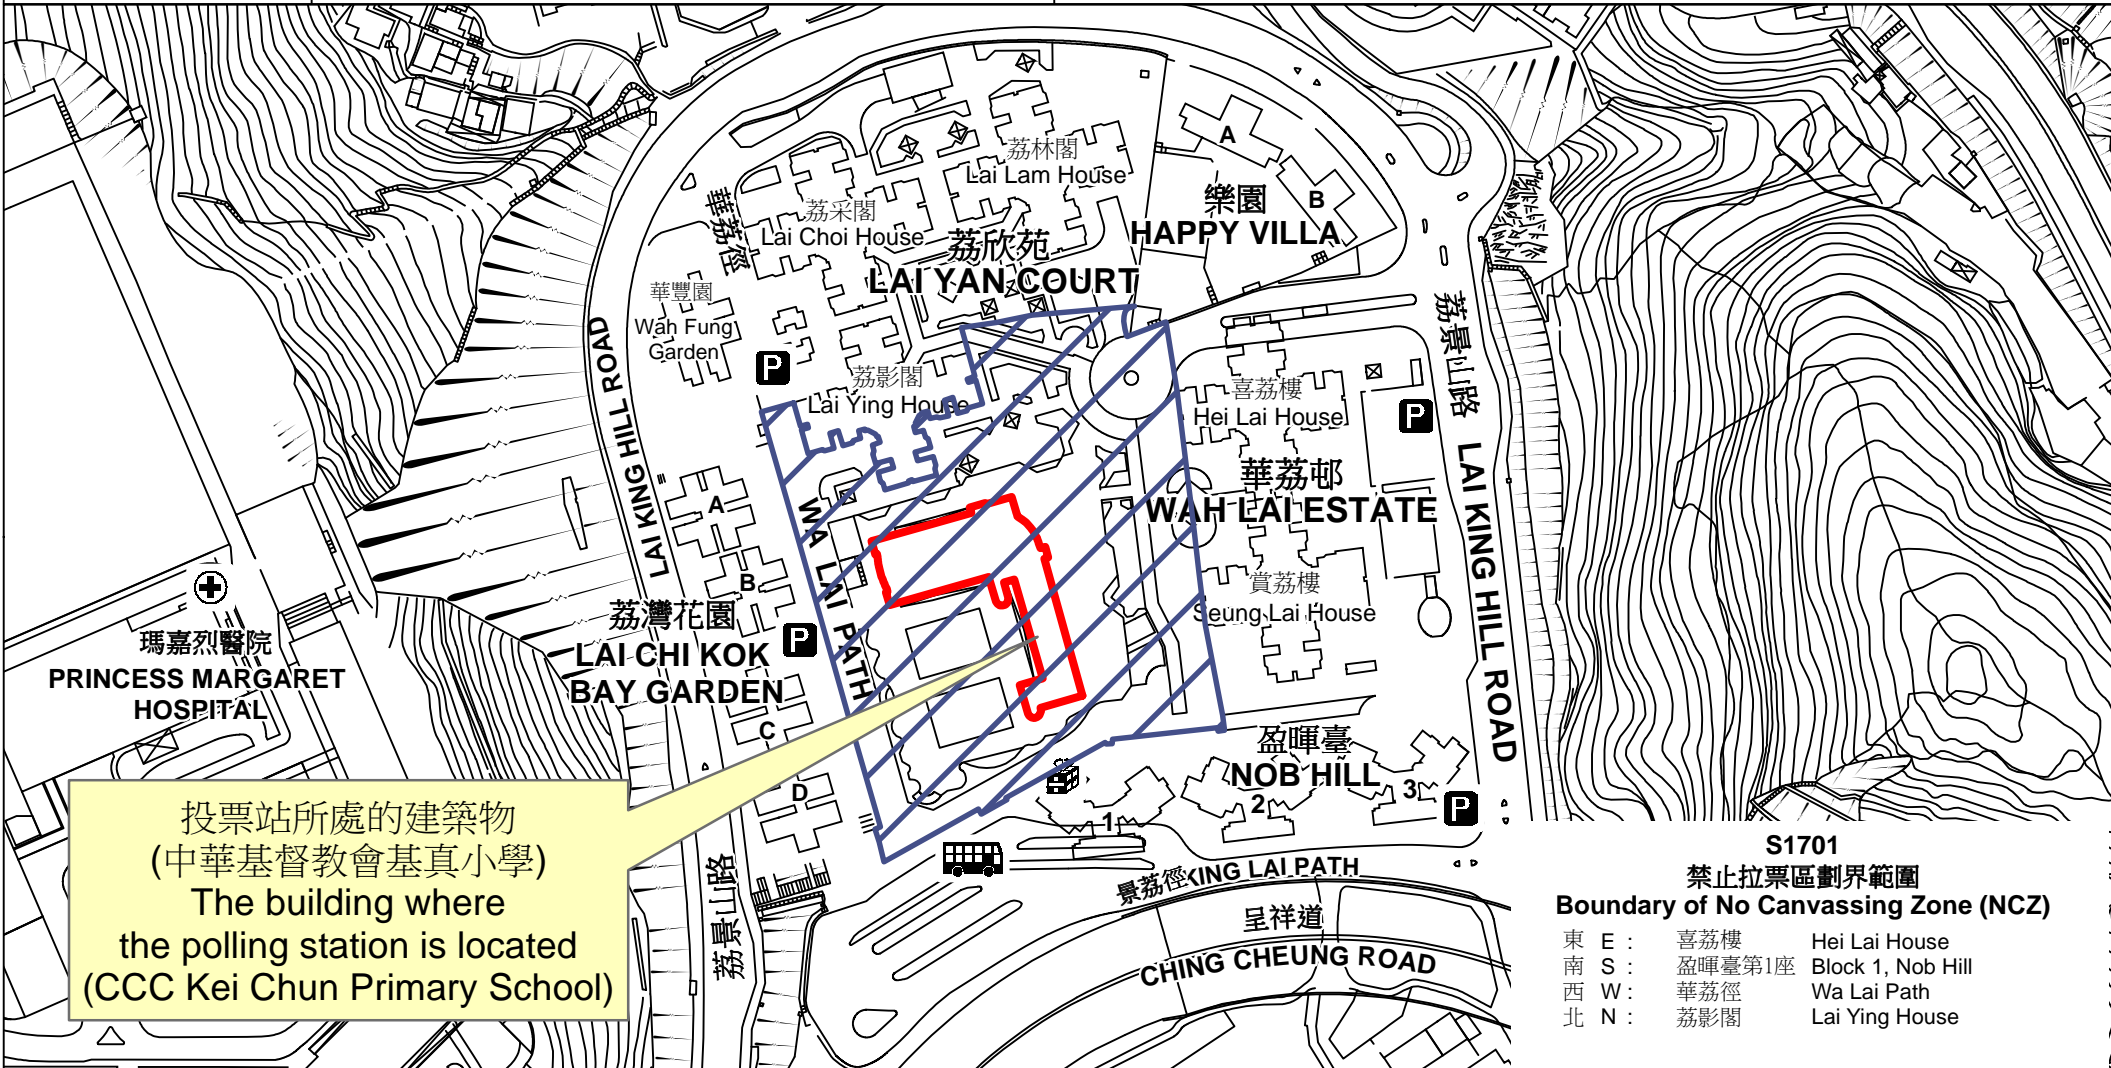 荔林閣
Lai Lam House
A
B
樂園
HAPPY VILLA
華荔徑
荔采閣
Lai Choi House
荔欣苑
LAI YAN COURT
華豐園
Wah Fung
Garden
LAI KING HILL ROAD
P
荔影閣
Lai Ying House
喜荔樓
Hei Lai House
荔景山路
P
LAI KING HILL ROAD
華荔邨
WAH LAI ESTATE
WA LAI PATH
A
B
賞荔樓
Seung Lai House
荔灣花園
LAI CHI KOK
BAY GARDEN
P
C
D
瑪嘉烈醫院
PRINCESS MARGARET
HOSPITAL
盈暉臺
NOB HILL
1
2
3
P
投票站所處的建築物
(中華基督教會基真小學)
The building where
the polling station is located
(CCC Kei Chun Primary School)
荔景山路
景荔徑 KING LAI PATH
呈祥道
CHING CHEUNG ROAD
S1701
禁止拉票區劃界範圍
Boundary of No Canvassing Zone (NCZ)
東 E : 喜荔樓 Hei Lai House
南 S : 盈暉臺第1座 Block 1, Nob Hill
西 W : 華荔徑 Wa Lai Path
北 N : 荔影閣 Lai Ying House